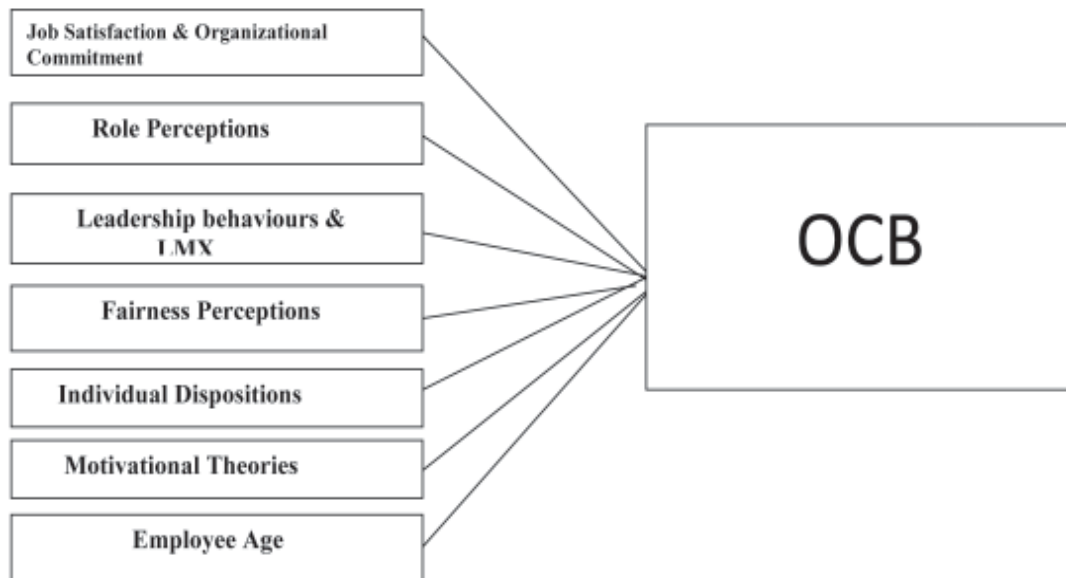 Job Satisfaction & Organizational
Commitment
Role Perceptions
Leadership behaviours &
LMX
Fairness Perceptions
Individual Dispositions
Motivational Theories
Employee Age
OCB